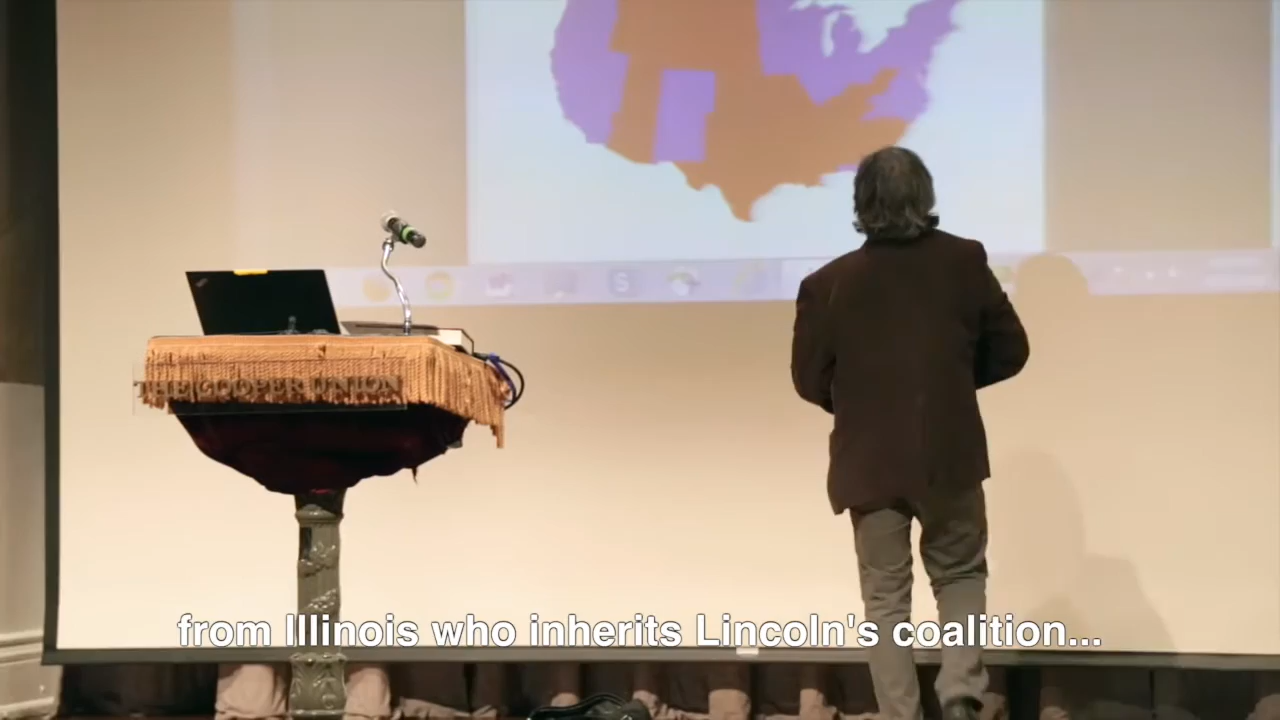 S
THE COOPER UNION
from Illinois who inherits Lincoln's coalition...